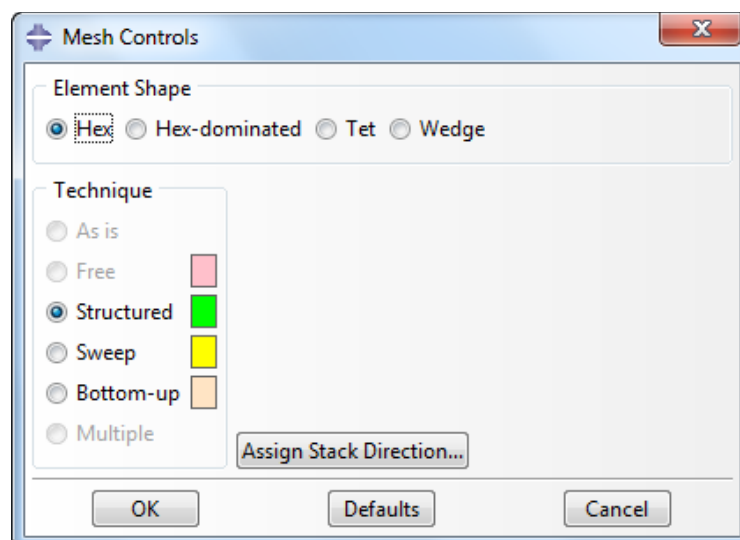 Mesh Controls
Element Shape
Hex Hex-dominated Tet Wedge
Technique
As is
Free
Structured
Sweep
Bottom-up
Multiple
Assign Stack Direction...
OK Defaults Cancel